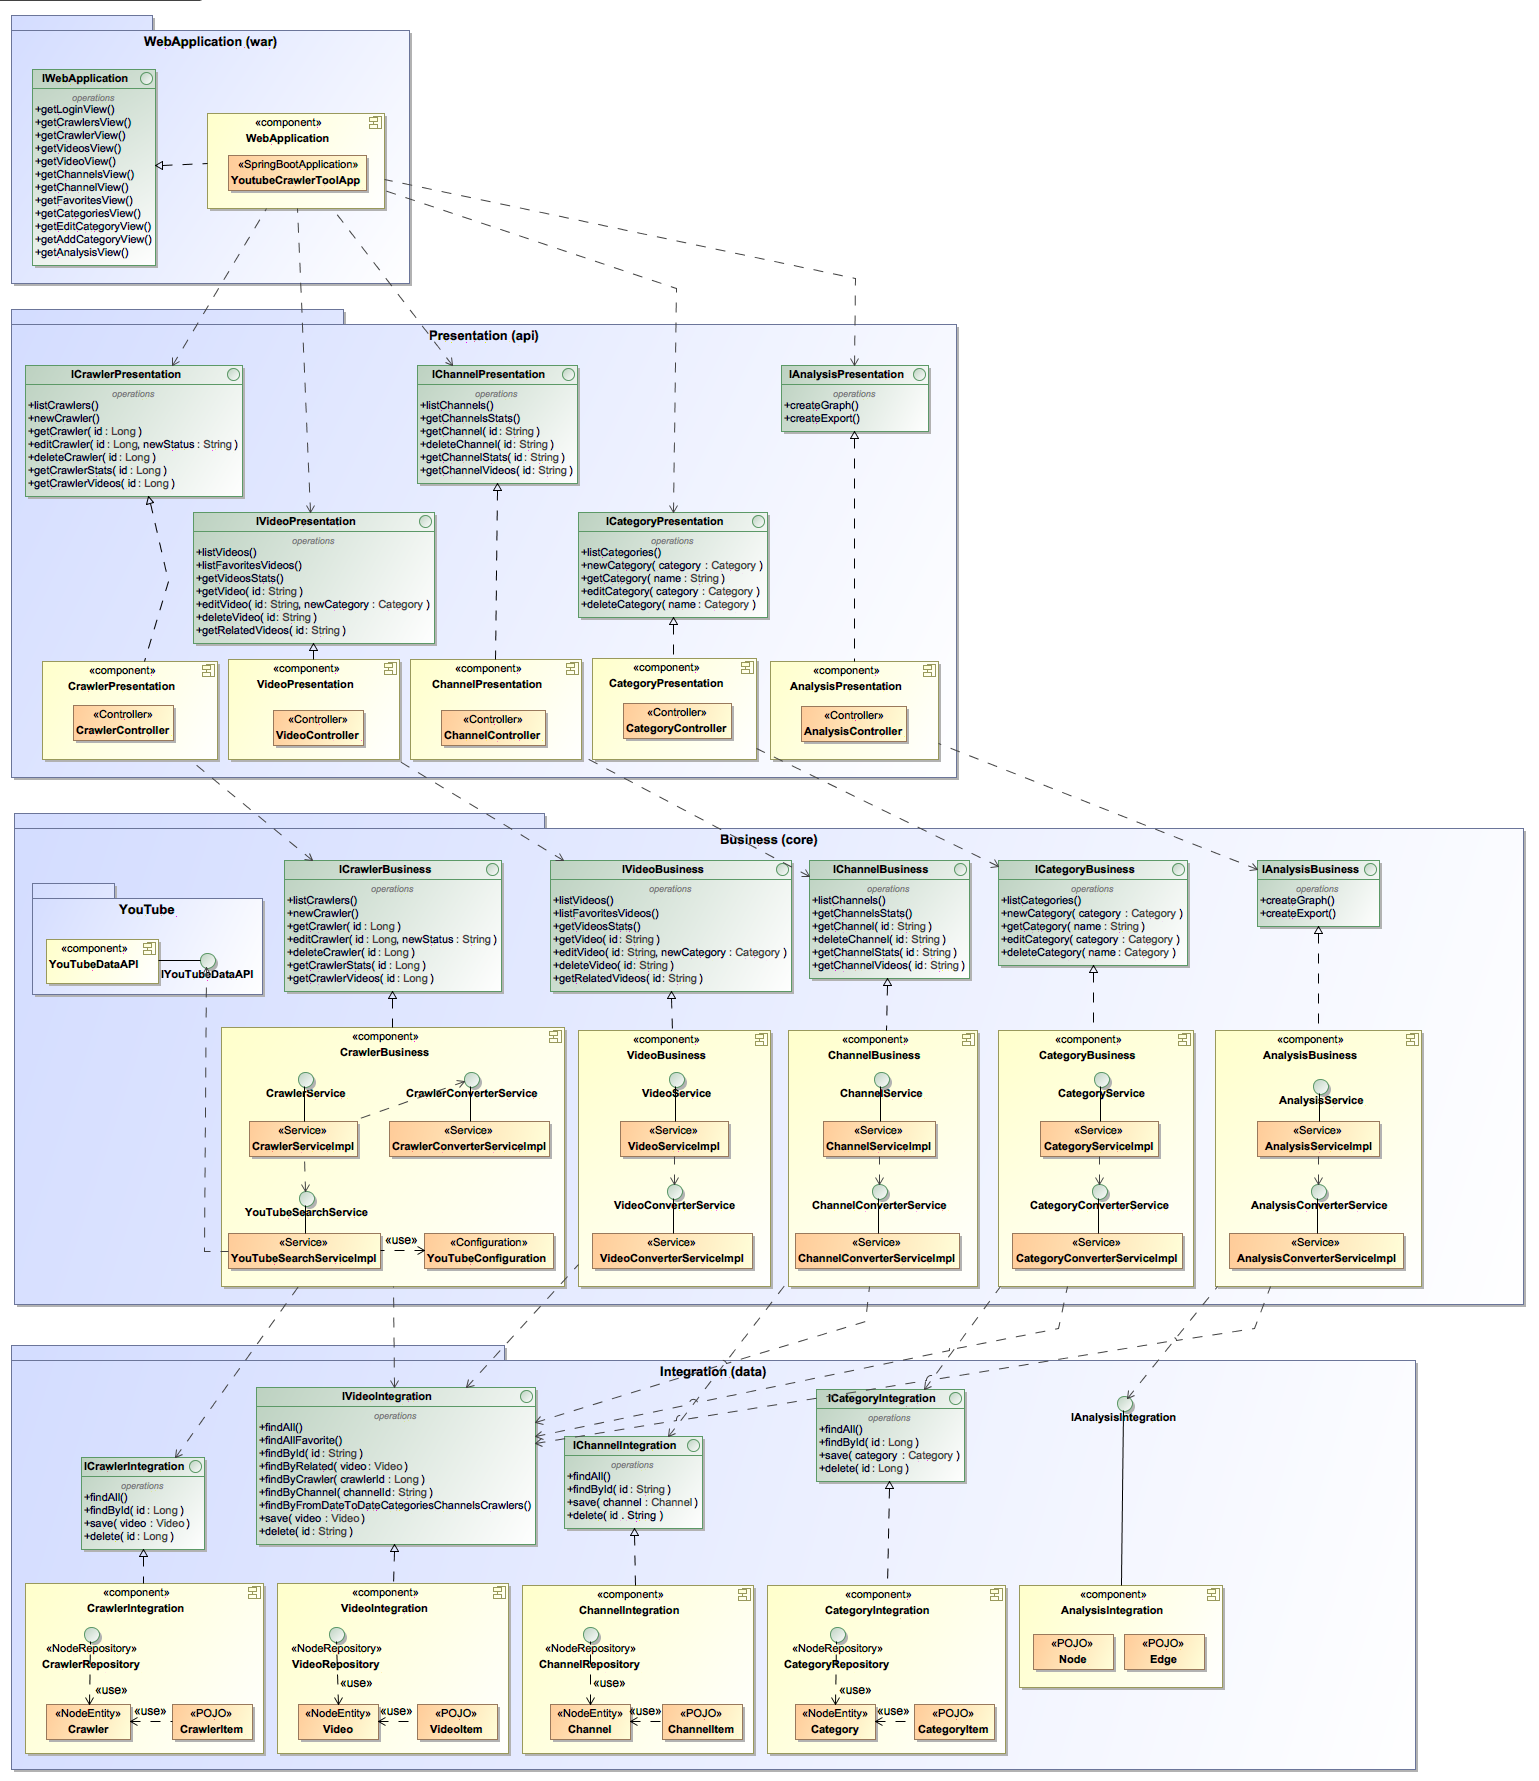 WebApplication (war)
IWebApplication
operations
+getLoginView()
+getCrawlersView()
+getCrawlerView()
+getVideosView()
+getVideoView()
+getChannelsView()
+getChannelView()
+getFavoritesView()
+getCategoriesView()
+getEditCategoryView()
+getAddCategoryView()
+getAnalysisView()
«component»
WebApplication
«SpringBootApplication»
YoutubeCrawlerToolApp
Presentation (api)
ICrawlerPresentation
operations
+listCrawlers()
+newCrawler()
+getCrawler( id : Long )
+editCrawler( id : Long, newStatus : String )
+deleteCrawler( id : Long )
+getCrawlerStats( id : Long )
+getCrawlerVideos( id : Long )
IChannelPresentation
operations
+listChannels()
+getChannelsStats()
+getChannel( id : String )
+deleteChannel( id : String )
+getChannelStats( id : String )
+getChannelVideos( id : String )
IAnalysisPresentation
operations
+createGraph()
+createExport()
IVideoPresentation
operations
+listVideos()
+listFavoritesVideos()
+getVideosStats()
+getVideo( id : String )
+editVideo( id : String, newCategory : Category )
+deleteVideo( id : String )
+getRelatedVideos( id : String )
ICategoryPresentation
operations
+listCategories()
+newCategory( category : Category )
+getCategory( name : String )
+editCategory( category : Category )
+deleteCategory( name : Category )
«component»
CrawlerPresentation
«Controller»
CrawlerController
«component»
VideoPresentation
«Controller»
VideoController
«component»
ChannelPresentation
«Controller»
ChannelController
«component»
CategoryPresentation
«Controller»
CategoryController
«component»
AnalysisPresentation
«Controller»
AnalysisController
Business (core)
YouTube
«component»
YouTubeDataAPI
IYouTubeDataAPI
ICrawlerBusiness
operations
+listCrawlers()
+newCrawler()
+getCrawler( id : Long )
+editCrawler( id : Long, newStatus : String )
+deleteCrawler( id : Long )
+getCrawlerStats( id : Long )
+getCrawlerVideos( id : Long )
IVideoBusiness
operations
+listVideos()
+listFavoritesVideos()
+getVideosStats()
+getVideo( id : String )
+editVideo( id : String, newCategory : Category )
+deleteVideo( id : String )
+getRelatedVideos( id : String )
IChannelBusiness
operations
+listChannels()
+getChannelsStats()
+getChannel( id : String )
+deleteChannel( id : String )
+getChannelStats( id : String )
+getChannelVideos( id : String )
ICategoryBusiness
operations
+listCategories()
+newCategory( category : Category )
+getCategory( name : String )
+editCategory( category : Category )
+deleteCategory( name : Category )
IAnalysisBusiness
operations
+createGraph()
+createExport()
«component»
CrawlerBusiness
CrawlerService
CrawlerConverterService
«Service»
CrawlerServiceImpl
«Service»
CrawlerConverterServiceImpl
YouTubeSearchService
«Service»
YouTubeSearchServiceImpl
«use»
«Configuration»
YouTubeConfiguration
«component»
VideoBusiness
VideoService
«Service»
VideoServiceImpl
VideoConverterService
«Service»
VideoConverterServiceImpl
«component»
ChannelBusiness
ChannelService
«Service»
ChannelServiceImpl
ChannelConverterService
«Service»
ChannelConverterServiceImpl
«component»
CategoryBusiness
CategoryService
«Service»
CategoryServiceImpl
CategoryConverterService
«Service»
CategoryConverterServiceImpl
«component»
AnalysisBusiness
AnalysisService
«Service»
AnalysisServiceImpl
AnalysisConverterService
«Service»
AnalysisConverterServiceImpl
Integration (data)
ICrawlerIntegration
operations
+findAll()
+findById( id : Long )
+save( video : Video )
+delete( id : Long )
IVideoIntegration
operations
+findAll()
+findAllFavorite()
+findById( id : String )
+findByRelated( video : Video )
+findByCrawler( crawlerId : Long )
+findByChannel( channelId : String )
+findByFromDateToDateCategoriesChannelsCrawlers()
+save( video : Video )
+delete( id : String )
IChannelIntegration
operations
+findAll()
+findById( id : String )
+save( channel : Channel )
+delete( id . String )
ICategoryIntegration
operations
+findAll()
+findById( id : Long )
+save( category : Category )
+delete( id : Long )
IAnalysisIntegration
«component»
CrawlerIntegration
«NodeRepository»
CrawlerRepository
«use»
«NodeEntity»
Crawler
«use»
«POJO»
CrawlerItem
«component»
VideoIntegration
«NodeRepository»
VideoRepository
«use»
«NodeEntity»
Video
«use»
«POJO»
VideoItem
«component»
ChannelIntegration
«NodeRepository»
ChannelRepository
«use»
«NodeEntity»
Channel
«use»
«POJO»
ChannelItem
«component»
CategoryIntegration
«NodeRepository»
CategoryRepository
«use»
«NodeEntity»
Category
«use»
«POJO»
CategoryItem
«component»
AnalysisIntegration
«POJO»
Node
«POJO»
Edge